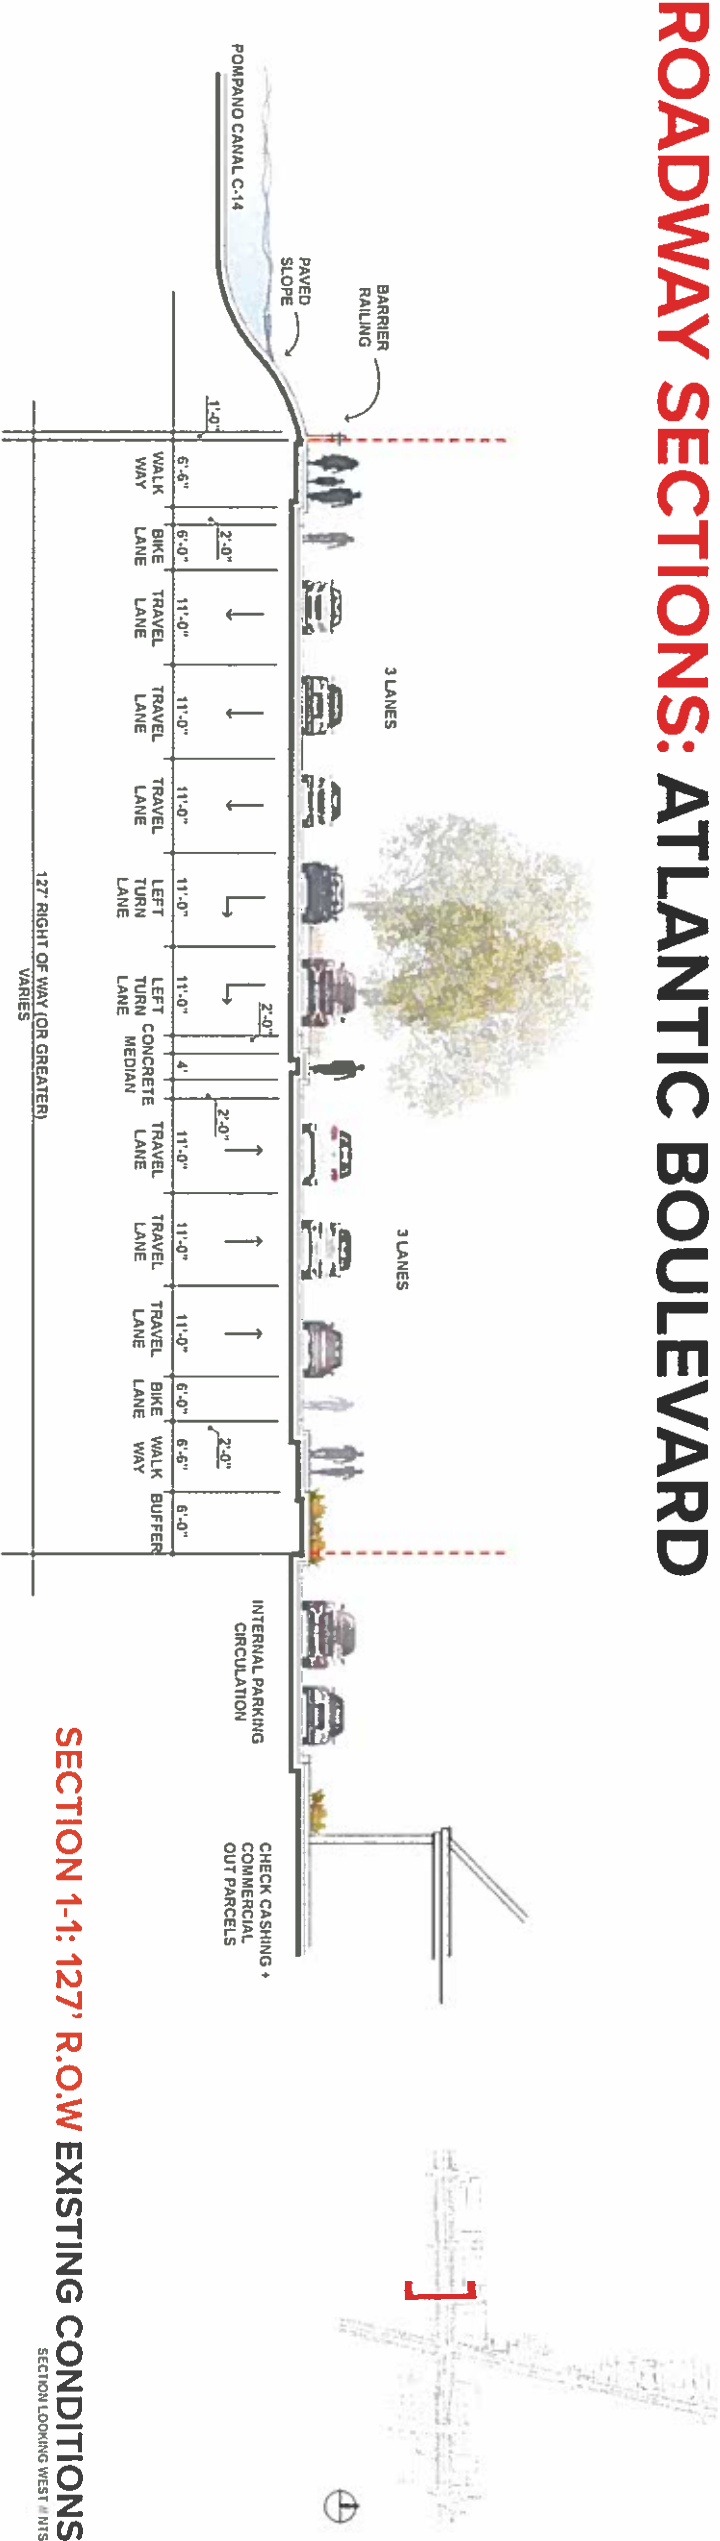 ROADWAY SECTIONS: ATLANTIC BOULEVARD
BARRIER
RAILING
PAVED
SLOPE
POMPANO CANAL C-14
3 LANES
3 LANES
1'-0"
2'-0"
2'-0"
2'-0"
2'-0"
6'-6"
6'-0"
11'-0"
11'-0"
11'-0"
11'-0"
11'-0"
4'
11'-0"
11'-0"
11'-0"
6'-0"
6'-6"
6'-0"
WALK
WAY
BIKE
LANE
TRAVEL
LANE
TRAVEL
LANE
TRAVEL
LANE
LEFT
TURN
LANE
LEFT
TURN
LANE
CONCRETE
MEDIAN
TRAVEL
LANE
TRAVEL
LANE
TRAVEL
LANE
BIKE
LANE
WALK
WAY
BUFFER
INTERNAL PARKING
CIRCULATION
CHECK CASHING +
COMMERCIAL
OUT PARCELS
127' RIGHT OF WAY (OR GREATER)
VARIES
SECTION 1-1: 127' R.O.W EXISTING CONDITIONS
SECTION LOOKING WEST // NTS